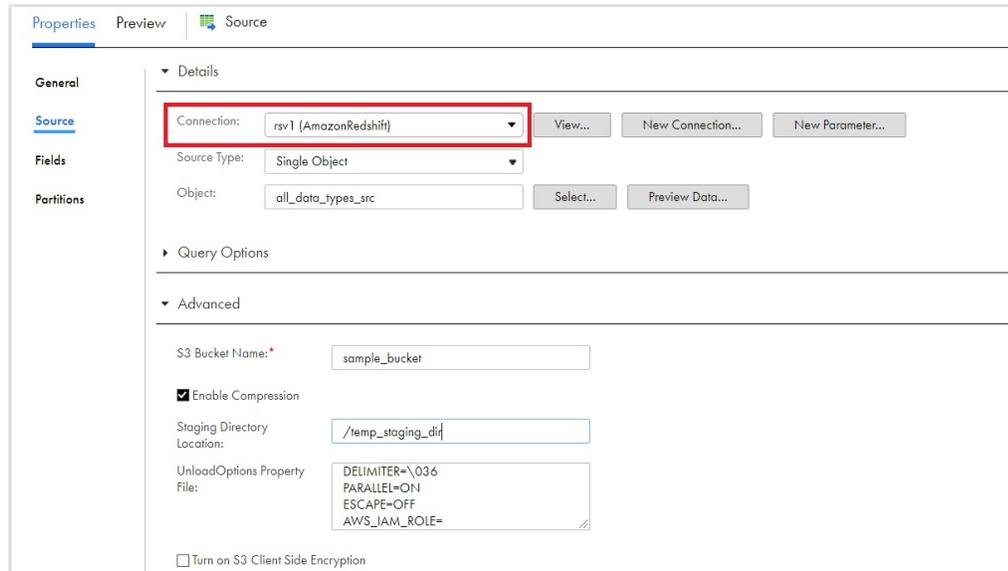 Properties Preview Source
General
Source
Fields
Partitions
Details
Connection: rsv1 (AmazonRedshift) View... New Connection... New Parameter...
Source Type: Single Object
Object: all_data_types_src Select... Preview Data...
Query Options
Advanced
S3 Bucket Name:* sample_bucket
Enable Compression
Staging Directory
Location: /temp_staging_dir
UnloadOptions Property
File:
DELIMITER=\036
PARALLEL=ON
ESCAPE=OFF
AWS_IAM_ROLE=
Turn on S3 Client Side Encryption